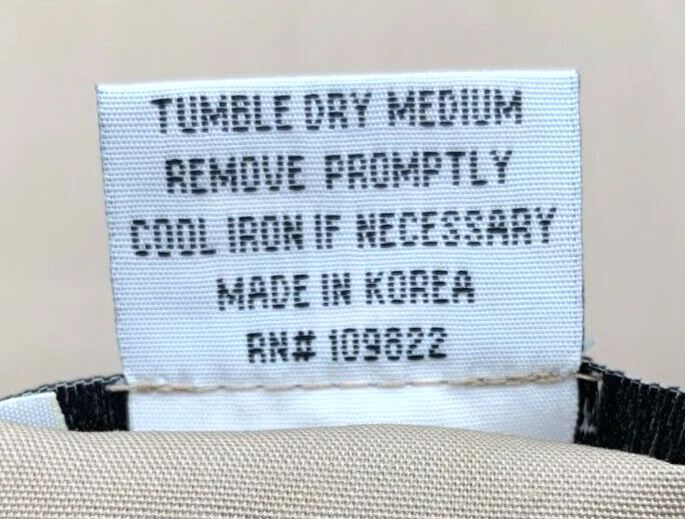 TUMBLE DRY MEDIUM
REMOVE PROMPTLY
COOL IRON IF NECESSARY
MADE IN KOREA
RN# 109822